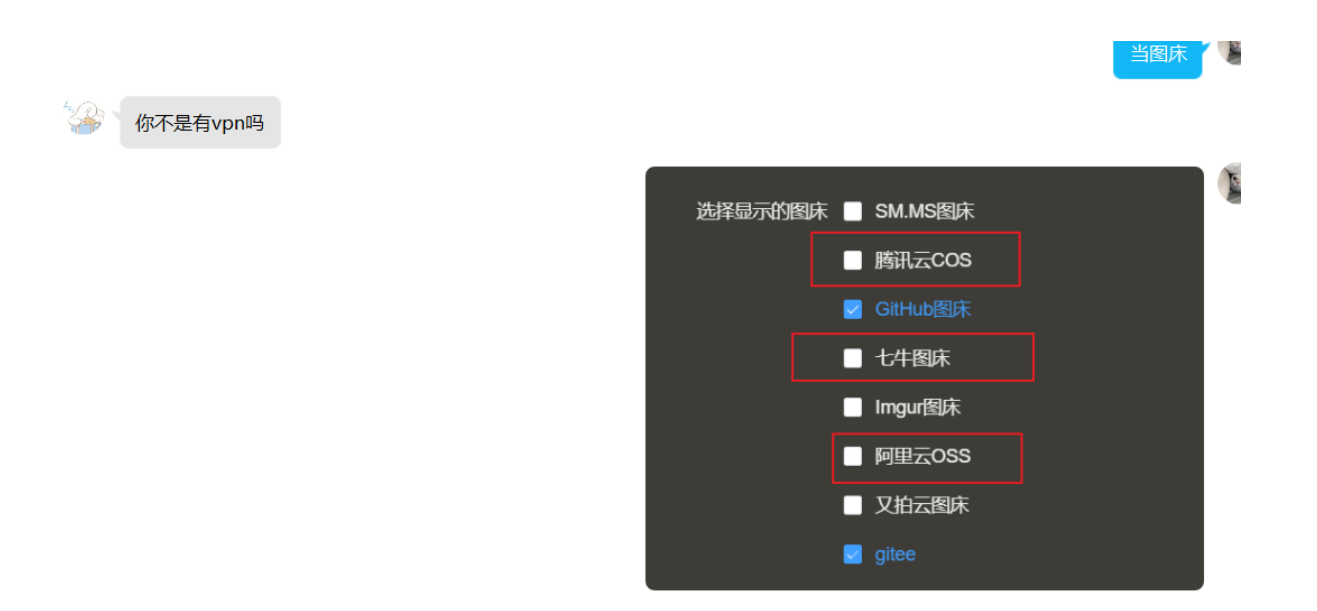 当图床
你不是有vpn吗
选择显示的图床 SM.MS图床
腾讯云COS
GitHub图床
七牛图床
Imgur图床
阿里云OSS
又拍云图床
gitee